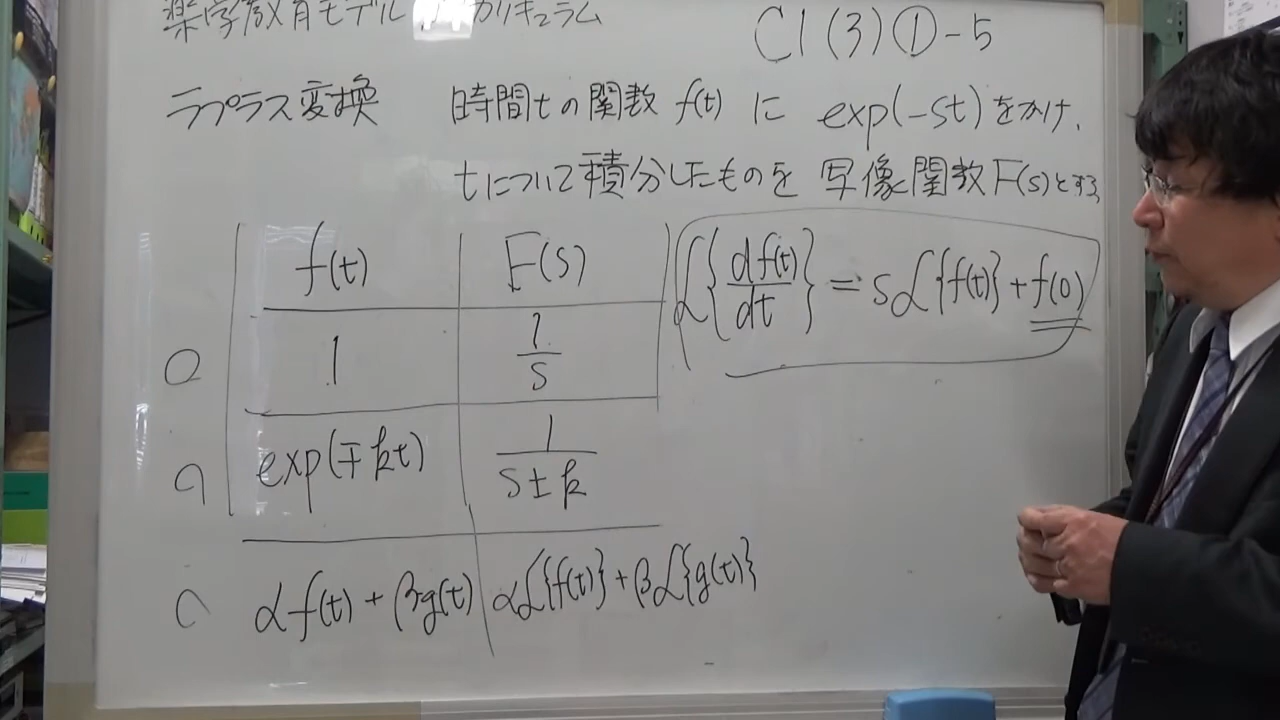 薬学教育モデル カリキュラム
C1(3)①-5
ラプラス変換 時間tの関数 f(t) に exp(-st)をかけ、
tについて積分したものを 写像関数F(s)とする
f(t) F(s)
1 1/s
exp(∓kt) 1/(s±k)
αf(t)+βg(t) αℒ{f(t)}+βℒ{g(t)}
ℒ{df(t)/dt}=sℒ{f(t)}+f(0)